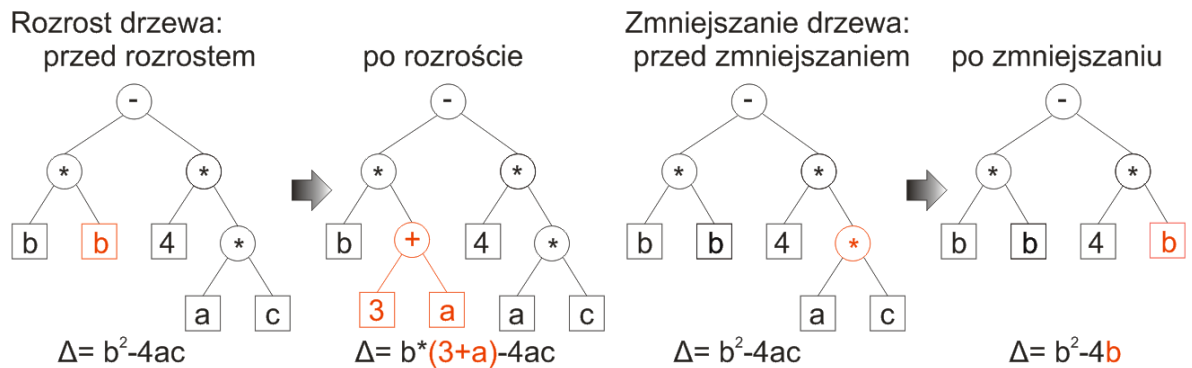 Rozrost drzewa:
przed rozrostem
po rozroście
Zmniejszanie drzewa:
przed zmniejszaniem
po zmniejszaniu
-
* *
b b 4 *
a c
Δ= b²-4ac
-
* *
b + 4 *
3 a a c
Δ= b*(3+a)-4ac
-
* *
b b 4 *
a c
Δ= b²-4ac
-
* *
b b 4 b
Δ= b²-4b